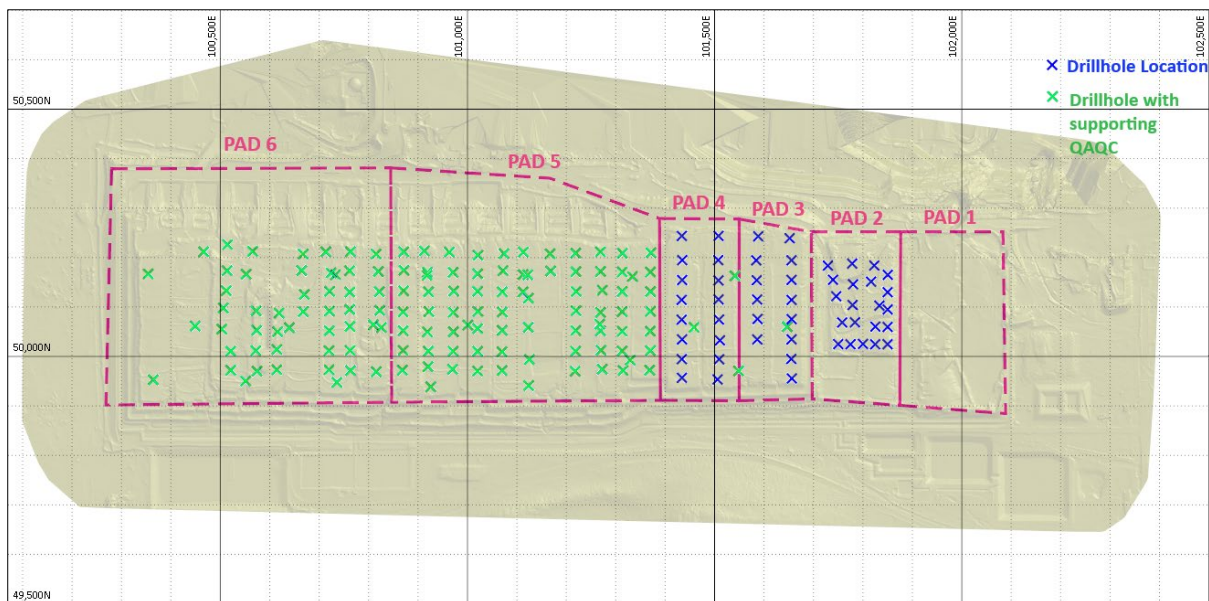 100,500E
101,000E
101,500E
102,000E
102,500E
Drillhole Location
Drillhole with
supporting
QAQC
50,500N
PAD 6
PAD 5
PAD 4
PAD 3
PAD 2
PAD 1
50,000N
49,500N